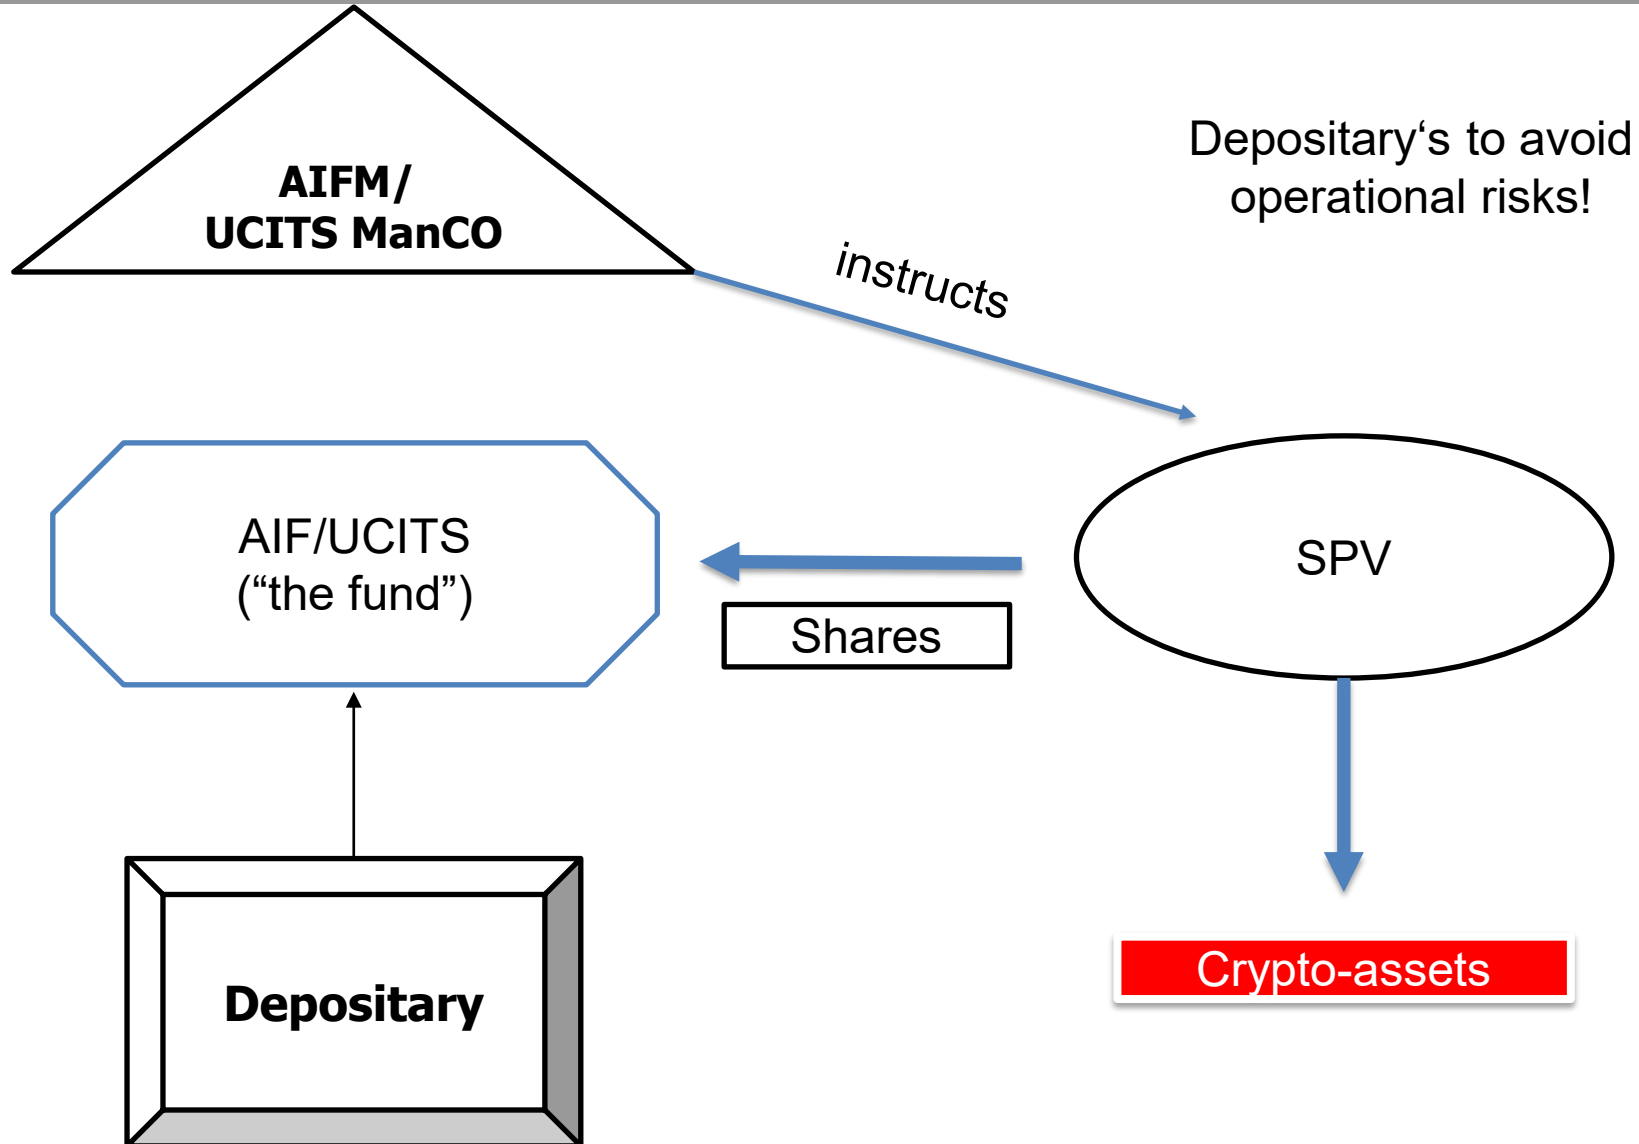 AIFM/
UCITS ManCO
Depositary‘s to avoid
operational risks!
instructs
AIF/UCITS
(“the fund”)
Shares
SPV
Depositary
Crypto-assets